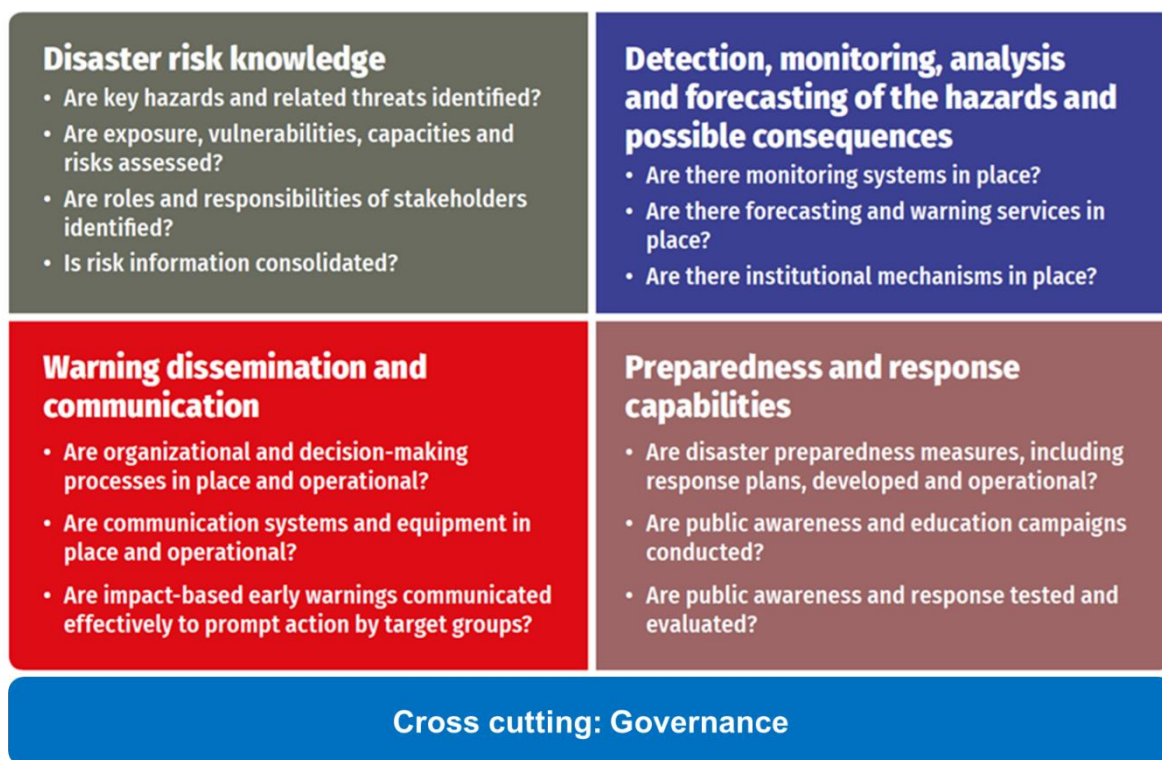 Disaster risk knowledge
• Are key hazards and related threats identified?
• Are exposure, vulnerabilities, capacities and
risks assessed?
• Are roles and responsibilities of stakeholders
identified?
• Is risk information consolidated?
Detection, monitoring, analysis
and forecasting of the hazards and
possible consequences
• Are there monitoring systems in place?
• Are there forecasting and warning services in
place?
• Are there institutional mechanisms in place?
Warning dissemination and
communication
• Are organizational and decision-making
processes in place and operational?
• Are communication systems and equipment in
place and operational?
• Are impact-based early warnings communicated
effectively to prompt action by target groups?
Preparedness and response
capabilities
• Are disaster preparedness measures, including
response plans, developed and operational?
• Are public awareness and education campaigns
conducted?
• Are public awareness and response tested and
evaluated?
Cross cutting: Governance